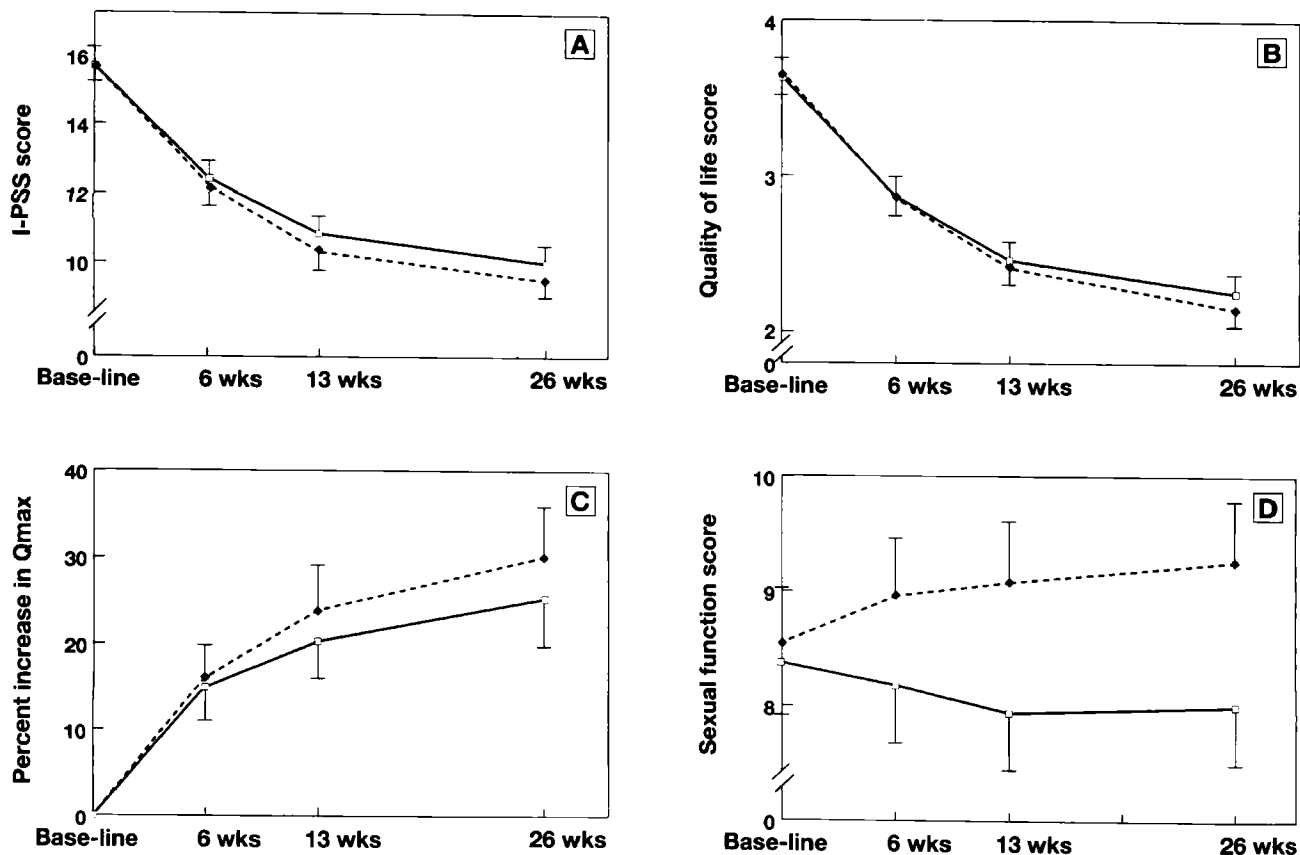 A
I-PSS score
16
14
12
10
0
Base-line 6 wks 13 wks 26 wks
B
Quality of life score
4
3
2
0
Base-line 6 wks 13 wks 26 wks
C
Percent increase in Qmax
40
30
20
10
0
Base-line 6 wks 13 wks 26 wks
D
Sexual function score
10
9
8
0
Base-line 6 wks 13 wks 26 wks